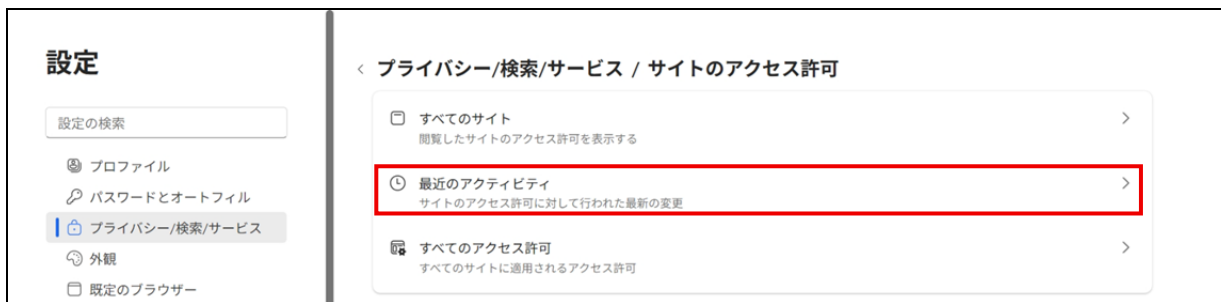 設定
設定の検索
プロファイル
パスワードとオートフィル
プライバシー/検索/サービス
外観
既定のブラウザー
プライバシー/検索/サービス / サイトのアクセス許可
すべてのサイト
閲覧したサイトのアクセス許可を表示する
最近のアクティビティ
サイトのアクセス許可に対して行われた最新の変更
すべてのアクセス許可
すべてのサイトに適用されるアクセス許可